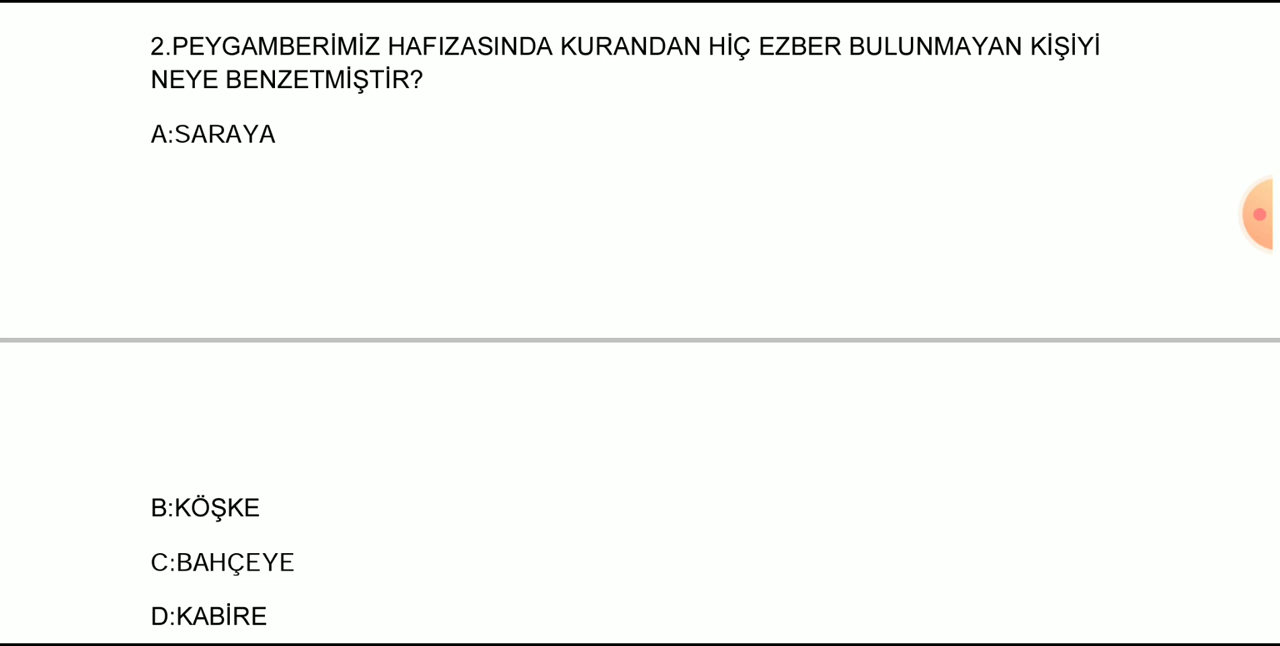 2.PEYGAMBERİMİZ HAFIZASINDA KURANDAN HİÇ EZBER BULUNMAYAN KİŞİYİ
NEYE BENZETMİŞTİR?
A:SARAYA
B:KÖŞKE
C:BAHÇEYE
D:KABİRE